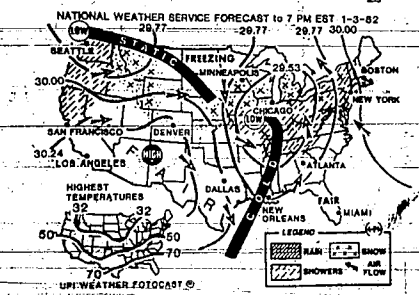 NATIONAL WEATHER SERVICE FORECAST to 7 PM EST 1-3-82
29.77 29.77 29.77 30.00
LOW
SEATTLE
STATIC
FREEZING
MINNEAPOLIS
29.53
BOSTON
30.00
NEW YORK
CHICAGO
LOW
SAN FRANCISCO
DENVER
30.24
HIGH
LOS ANGELES
FAIR
COLD
ATLANTA
DALLAS
HIGHEST
TEMPERATURES
32 32
50 50
70 70
NEW
ORLEANS
FAIR
MIAMI
LEGEND
RAIN SNOW
SHOWERS AIR
FLOW
UPI WEATHER FOTOCAST ®